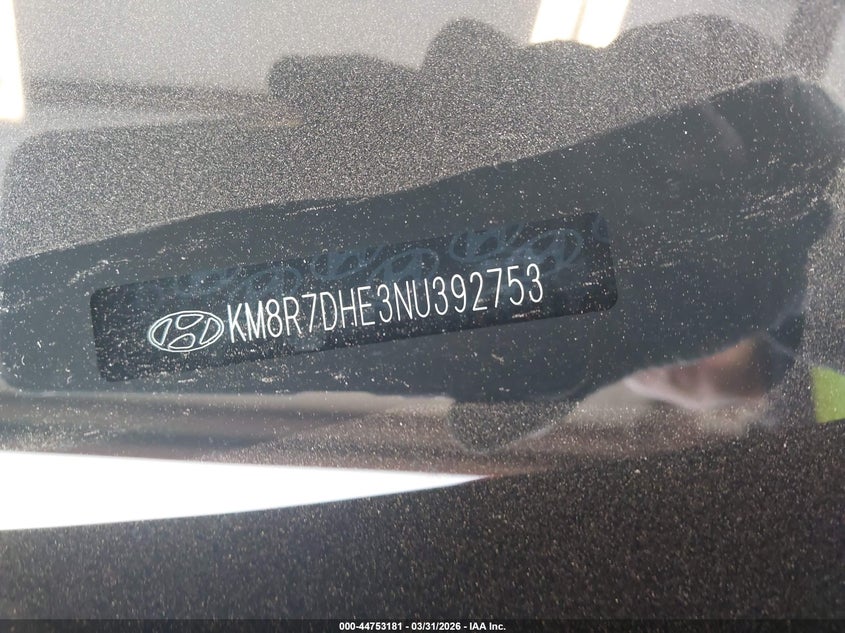 KM8R7DHE3NU392753
000-44753181 - 03/31/2026 - IAA Inc.